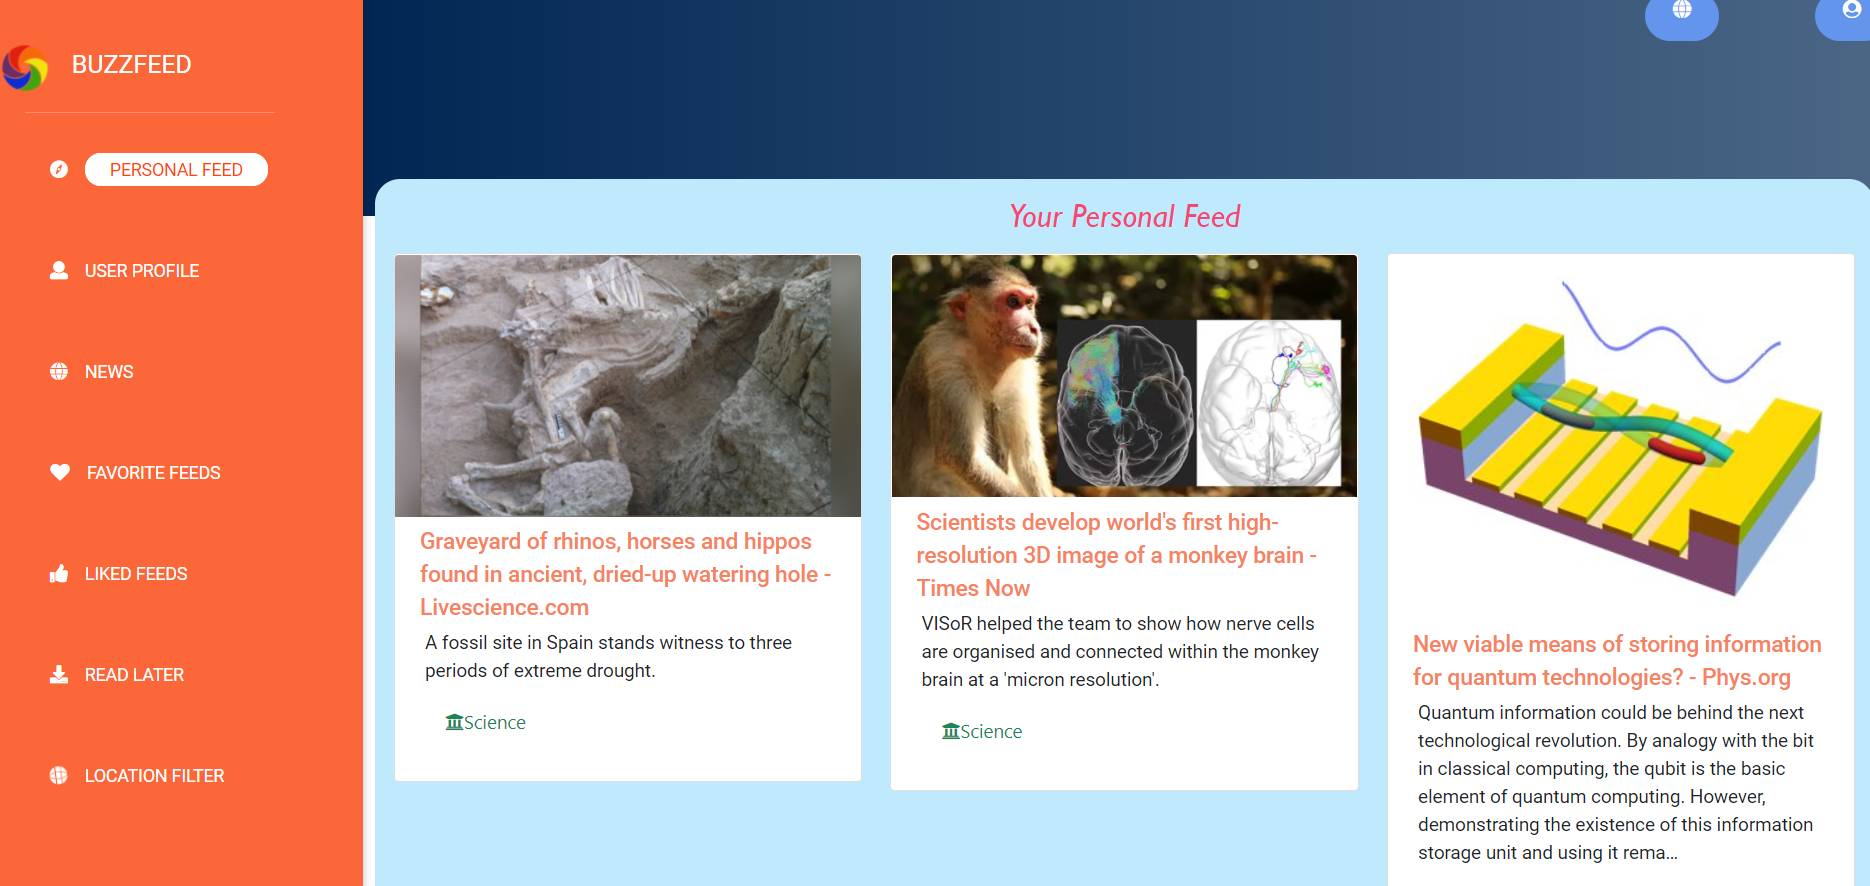 BUZZFEED
PERSONAL FEED
USER PROFILE
NEWS
FAVORITE FEEDS
LIKED FEEDS
READ LATER
LOCATION FILTER
Your Personal Feed
Graveyard of rhinos, horses and hippos
found in ancient, dried-up watering hole -
Livescience.com
A fossil site in Spain stands witness to three
periods of extreme drought.
Science
Scientists develop world's first high-
resolution 3D image of a monkey brain -
Times Now
VISoR helped the team to show how nerve cells
are organised and connected within the monkey
brain at a 'micron resolution'.
Science
New viable means of storing information
for quantum technologies? - Phys.org
Quantum information could be behind the next
technological revolution. By analogy with the bit
in classical computing, the qubit is the basic
element of quantum computing. However,
demonstrating the existence of this information
storage unit and using it rema…